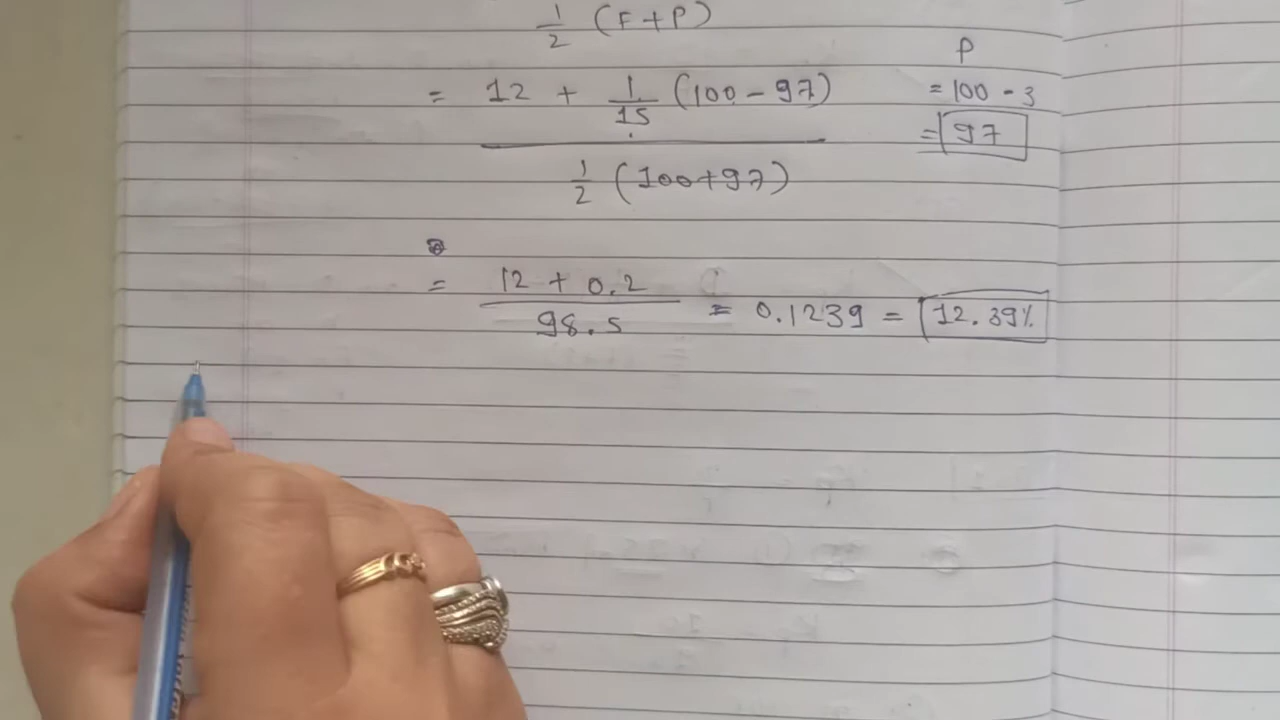 1/2 (F+P)
P
= 12 + 1/15 (100 - 97)
= 100 - 3
= 97
1/2 (100+97)
= 12 + 0.2 / 98.5 = 0.1239 = 12.39%